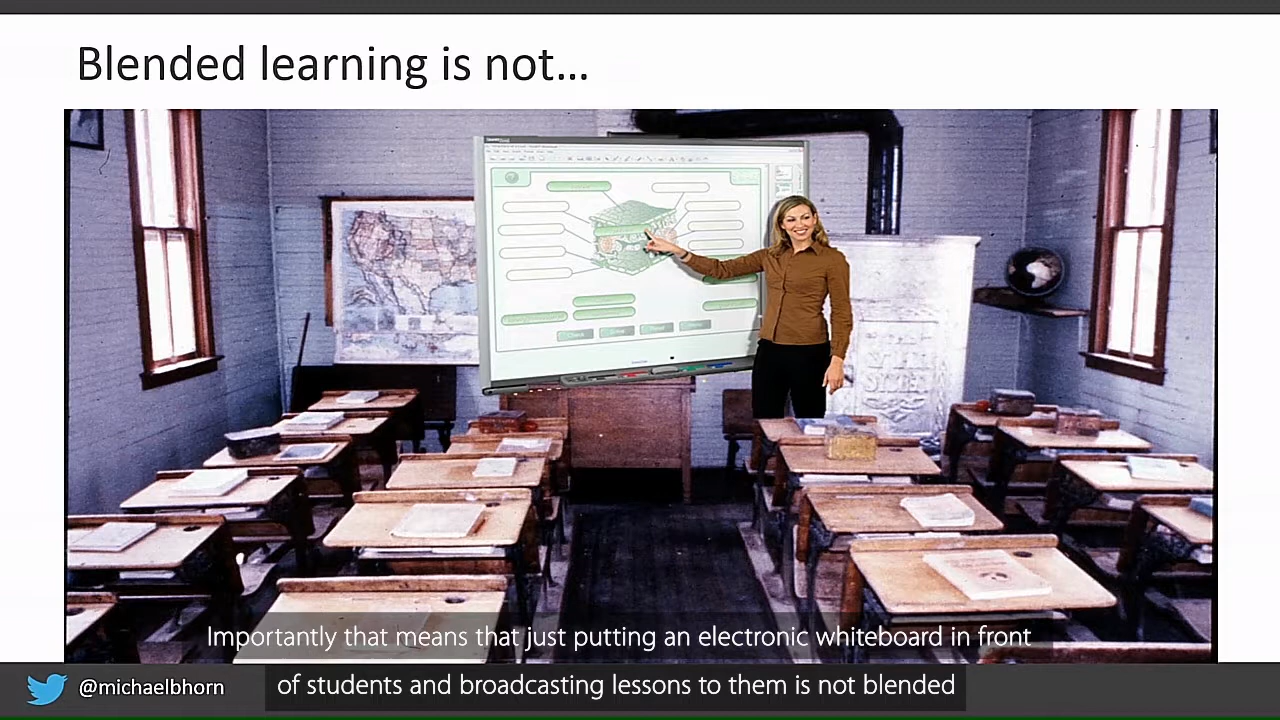 Blended learning is not...
Importantly that means that just putting an electronic whiteboard in front
of students and broadcasting lessons to them is not blended
@michaelbhorn